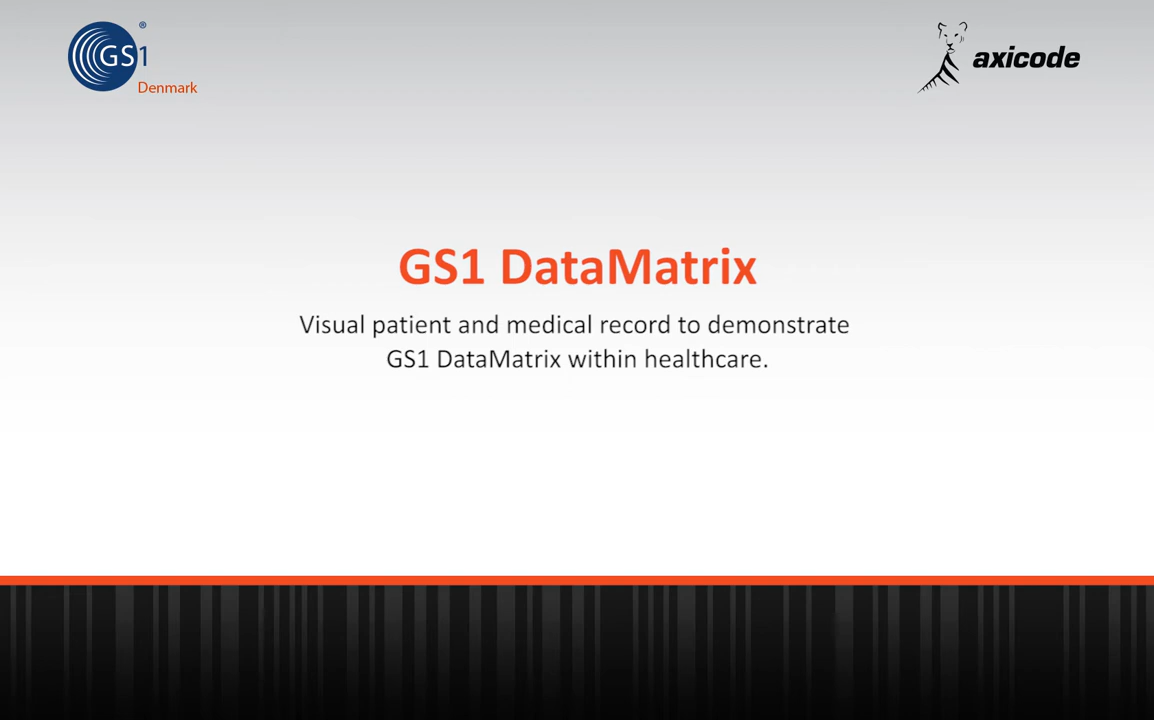 GS1 ®
Denmark
axicode
GS1 DataMatrix
Visual patient and medical record to demonstrate
GS1 DataMatrix within healthcare.